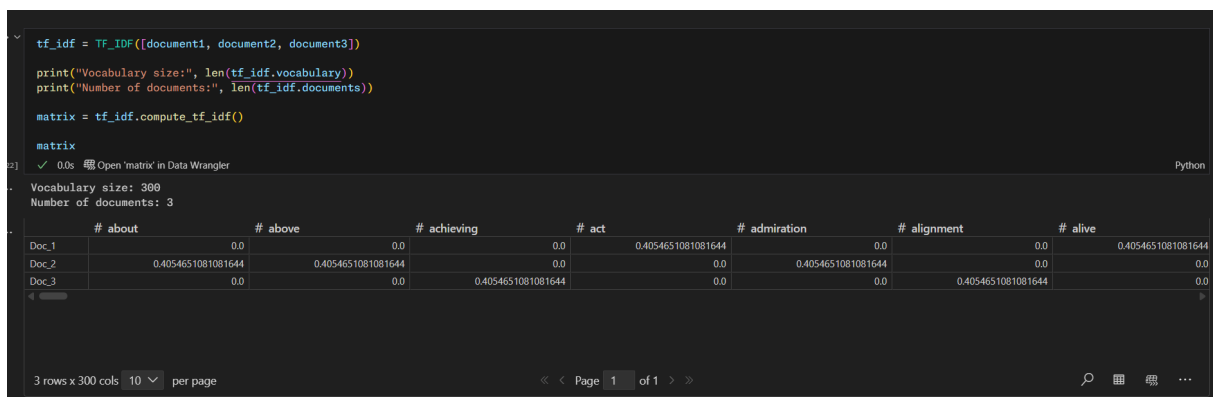 tf_idf = TF_IDF([document1, document2, document3])
print("Vocabulary size:", len(tf_idf.vocabulary))
print("Number of documents:", len(tf_idf.documents))
matrix = tf_idf.compute_tf_idf()
matrix
22] ✓ 0.0s Open 'matrix' in Data Wrangler Python
Vocabulary size: 300
Number of documents: 3
# about # above # achieving # act # admiration # alignment # alive
Doc_1 0.0 0.0 0.0 0.4054651081081644 0.0 0.0 0.4054651081081644
Doc_2 0.4054651081081644 0.4054651081081644 0.0 0.0 0.4054651081081644 0.0 0.0
Doc_3 0.0 0.0 0.4054651081081644 0.0 0.0 0.4054651081081644 0.0
3 rows x 300 cols 10 per page « < Page 1 of 1 > » ...